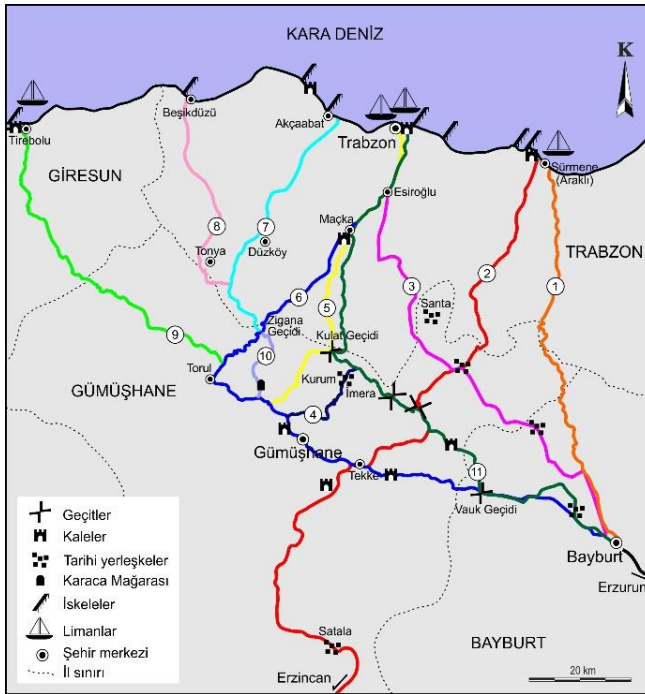 KARA DENİZ
K
Tirebolu
Beşikdüzü
Akçaabat
Trabzon
Sürmene
(Araklı)
GİRESUN
Esiroğlu
Maçka
TRABZON
8
7
Tonya
Düzköy
6
5
3
2
1
Santa
Zigana
Geçidi
Kulat Geçidi
9
10
Torul
Kurum
İmera
GÜMÜŞHANE
4
Gümüşhane
Tekke
11
Vauk Geçidi
Bayburt
Erzurum
Geçitler
Kaleler
Tarihi yerleşkeler
Karaca Mağarası
İskeleler
Limanlar
Şehir merkezi
İl sınırı
Satala
Erzincan
BAYBURT
20 km